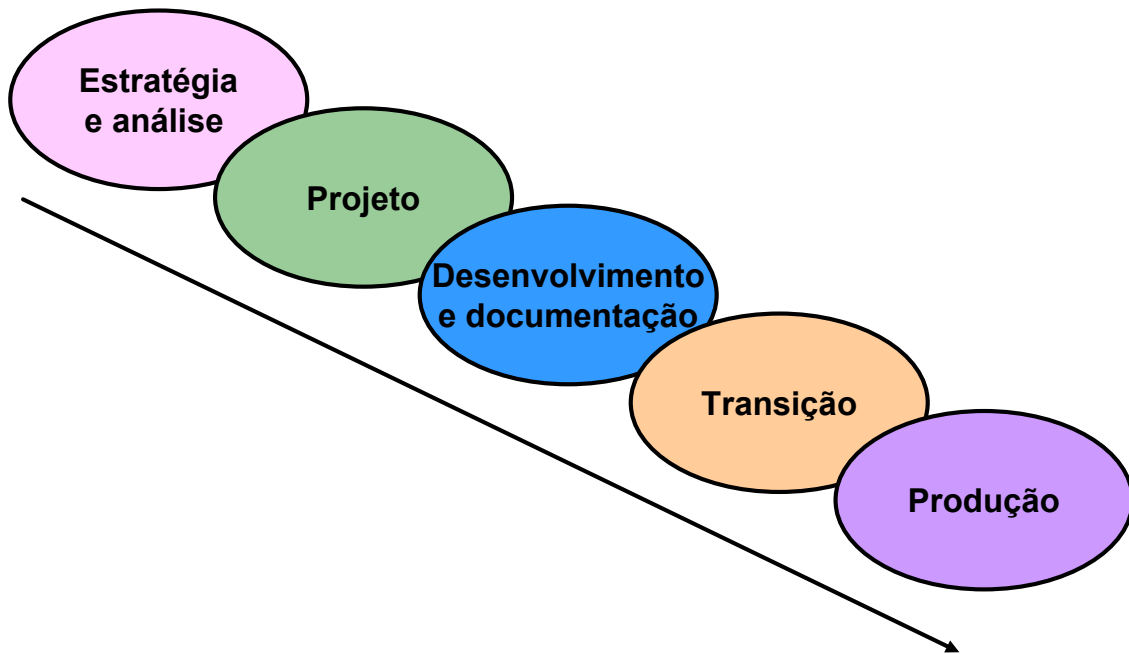 Estratégia
e análise
Projeto
Desenvolvimento
e documentação
Transição
Produção